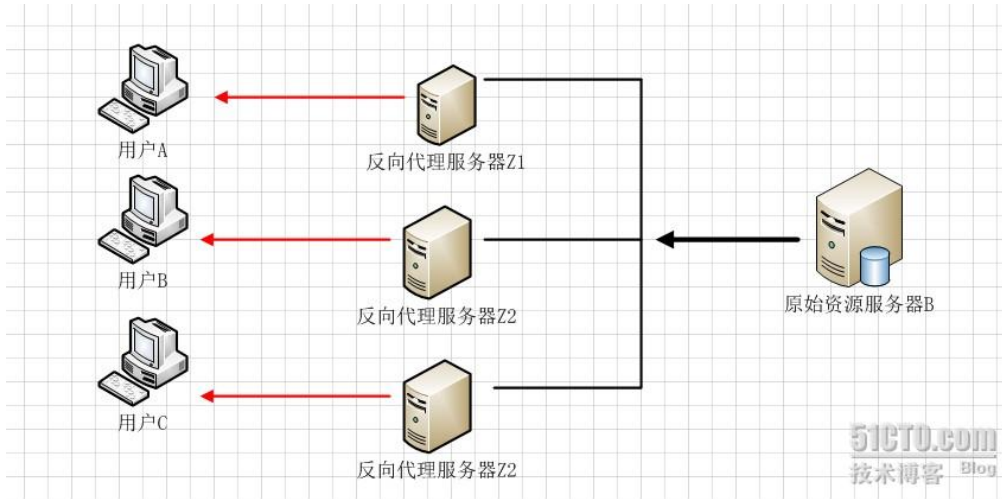 用户A
反向代理服务器Z1
用户B
反向代理服务器Z2
原始资源服务器B
用户C
反向代理服务器Z2
51CTO.com
技术博客 Blog